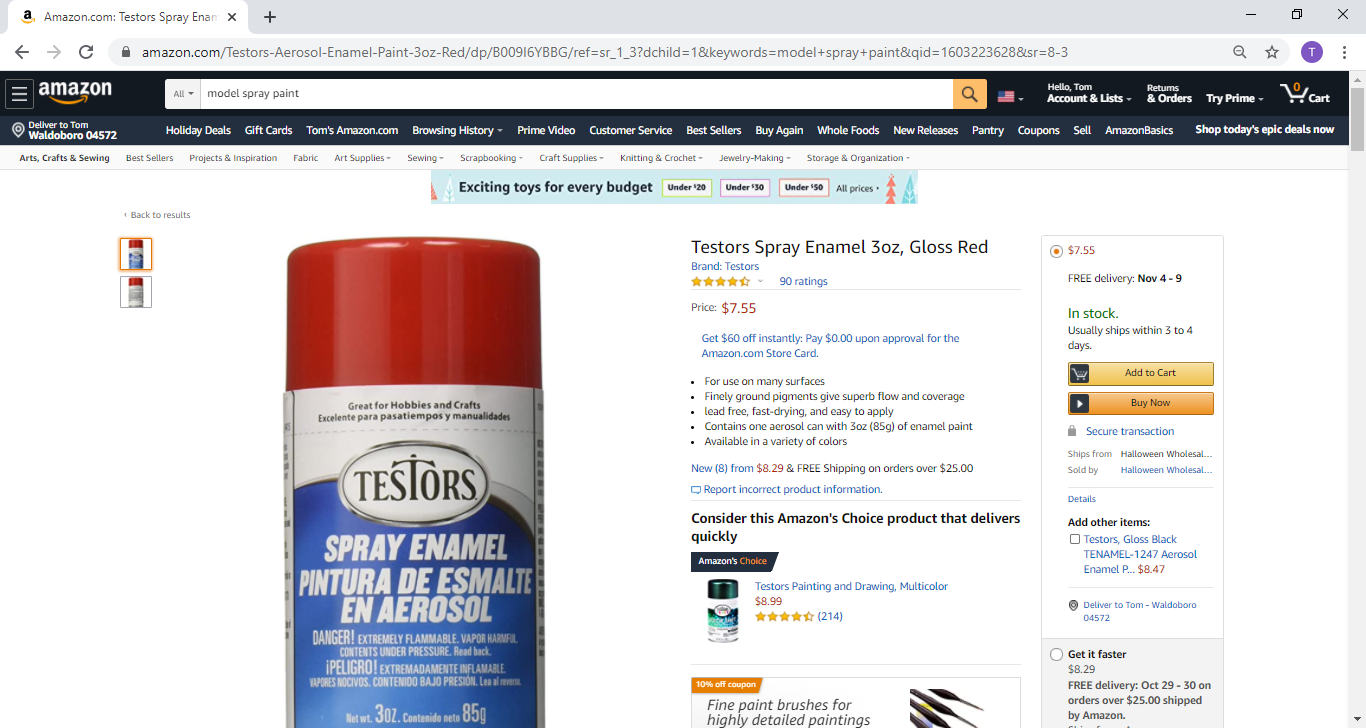 Amazon.com: Testors Spray Enam
amazon.com/Testors-Aerosol-Enamel-Paint-3oz-Red/dp/B009I6YBBG/ref=sr_1_3?dchild=1&keywords=model+spray+paint&qid=1603223628&sr=8-3
T
amazon
All
model spray paint
Hello, Tom
Account & Lists
Returns
& Orders
Try Prime
0
Cart
Deliver to Tom
Waldoboro 04572
Holiday Deals Gift Cards Tom's Amazon.com Browsing History Prime Video Customer Service Best Sellers Buy Again Whole Foods New Releases Pantry Coupons Sell AmazonBasics Shop today's epic deals now
Arts, Crafts & Sewing Best Sellers Projects & Inspiration Fabric Art Supplies Sewing Scrapbooking Craft Supplies Knitting & Crochet Jewelry-Making Storage & Organization
Exciting toys for every budget Under $20 Under $30 Under $50 All prices ›
‹ Back to results
Great for Hobbies and Crafts
Excelente para pasatiempos y manualidades
TESTORS
SPRAY ENAMEL
PINTURA DE ESMALTE
EN AEROSOL
DANGER! EXTREMELY FLAMMABLE. VAPOR HARMFUL.
CONTENTS UNDER PRESSURE. Read back.
¡PELIGRO! EXTREMADAMENTE INFLAMABLE.
VAPORES NOCIVOS. CONTENIDO BAJO PRESIÓN. Lea al reverso.
Net wt. 3OZ. Contenido neto 85g
Testors Spray Enamel 3oz, Gloss Red
Brand: Testors
90 ratings
Price: $7.55
Get $60 off instantly: Pay $0.00 upon approval for the
Amazon.com Store Card.
• For use on many surfaces
• Finely ground pigments give superb flow and coverage
• lead free, fast-drying, and easy to apply
• Contains one aerosol can with 3oz (85g) of enamel paint
• Available in a variety of colors
New (8) from $8.29 & FREE Shipping on orders over $25.00
Report incorrect product information.
Consider this Amazon's Choice product that delivers
quickly
Amazon's Choice
Testors Painting and Drawing, Multicolor
$8.99
(214)
10% off coupon
Fine paint brushes for
highly detailed paintings
$7.55
FREE delivery: Nov 4 - 9
In stock.
Usually ships within 3 to 4
days.
Add to Cart
Buy Now
Secure transaction
Ships from Halloween Wholesal...
Sold by Halloween Wholesal...
Details
Add other items:
Testors, Gloss Black
TENAMEL-1247 Aerosol
Enamel P... $8.47
Deliver to Tom - Waldoboro
04572
Get it faster
$8.29
FREE delivery: Oct 29 - 30 on
orders over $25.00 shipped
by Amazon.